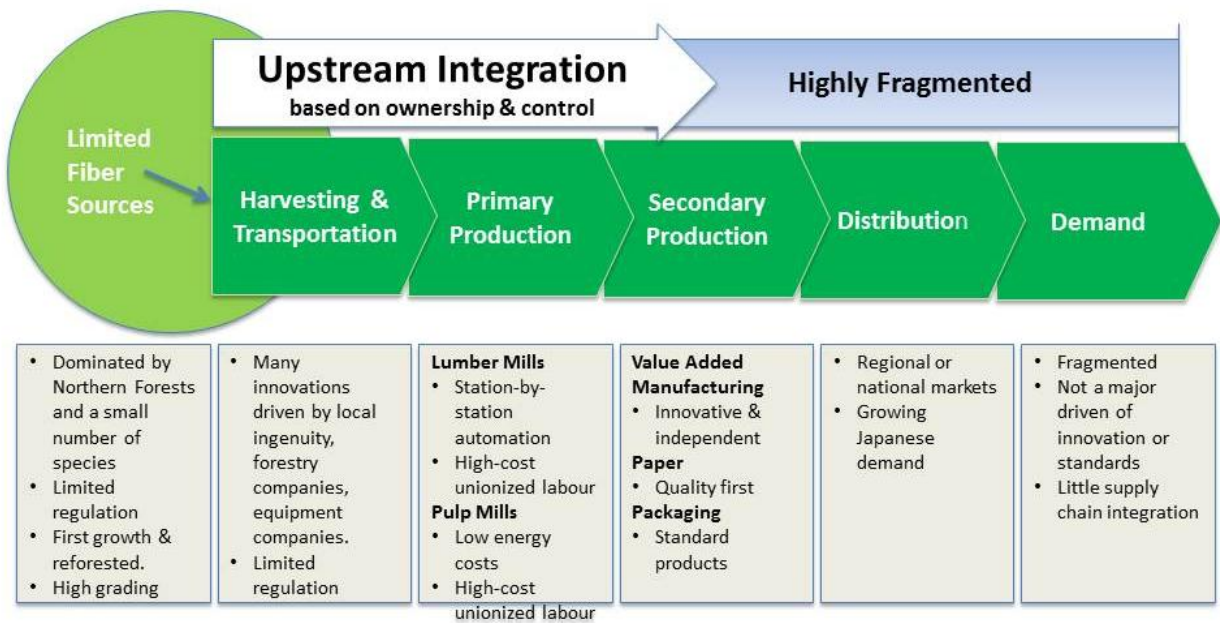 Upstream Integration
based on ownership & control
Highly Fragmented
Limited
Fiber
Sources
Harvesting &
Transportation
Primary
Production
Secondary
Production
Distribution
Demand
• Dominated by
Northern Forests
and a small
number of
species
• Limited
regulation
• First growth &
reforested.
• High grading
• Many
innovations
driven by local
ingenuity,
forestry
companies,
equipment
companies.
• Limited
regulation
Lumber Mills
• Station-by-
station
automation
• High-cost
unionized labour
Pulp Mills
• Low energy
costs
• High-cost
unionized labour
Value Added
Manufacturing
• Innovative &
independent
Paper
• Quality first
Packaging
• Standard
products
• Regional or
national markets
• Growing
Japanese
demand
• Fragmented
• Not a major
driven of
innovation or
standards
• Little supply
chain integration